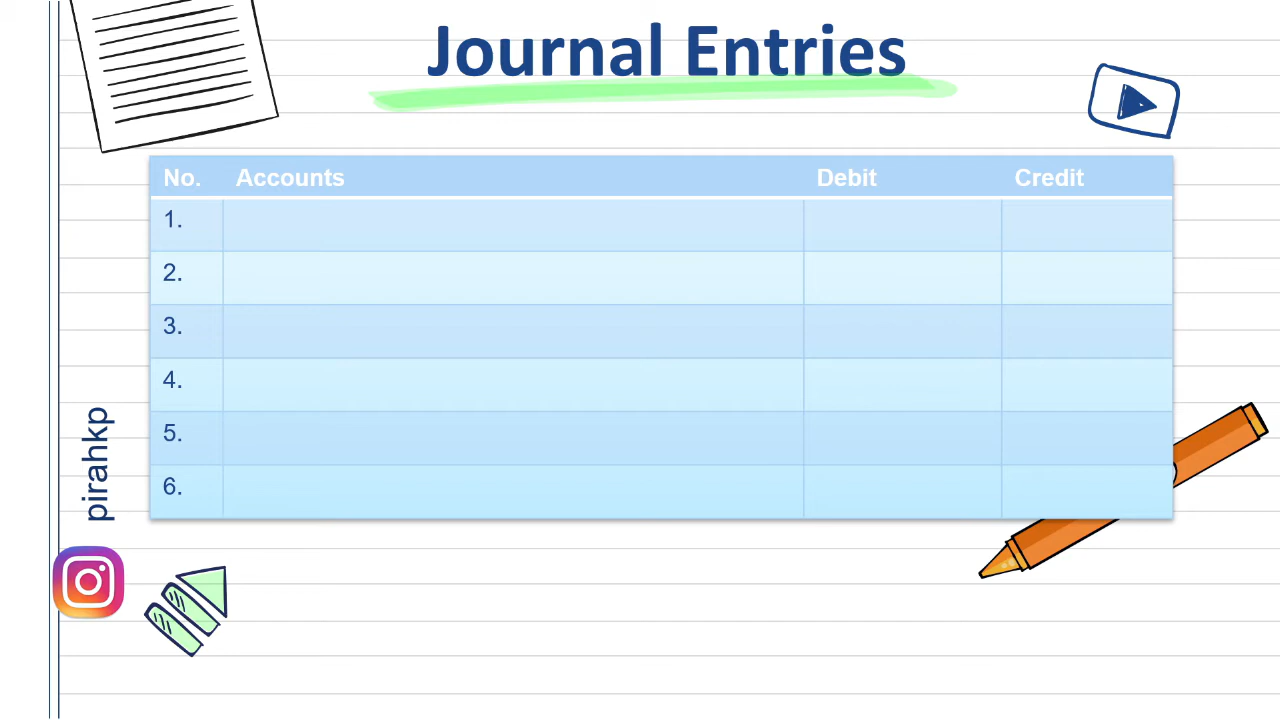 Journal Entries
No. Accounts Debit Credit
1.
2.
3.
4.
5.
6.
pirahkp